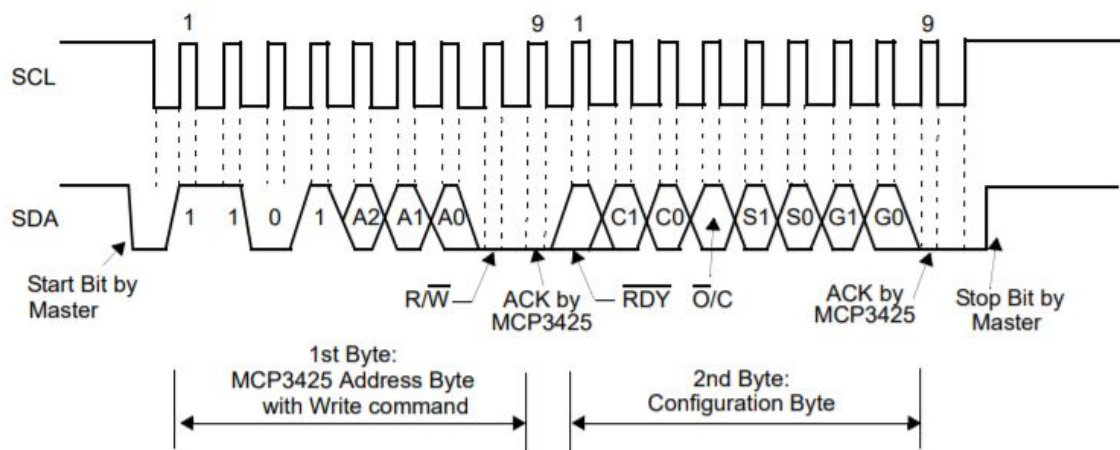 1 9 1 9
SCL
SDA 1 1 0 1 A2 A1 A0 C1 C0 S1 S0 G1 G0
Start Bit by
Master
R/W̅
ACK by
MCP3425
R̅D̅Y̅
O̅/C
ACK by
MCP3425
Stop Bit by
Master
1st Byte:
MCP3425 Address Byte
with Write command
2nd Byte:
Configuration Byte